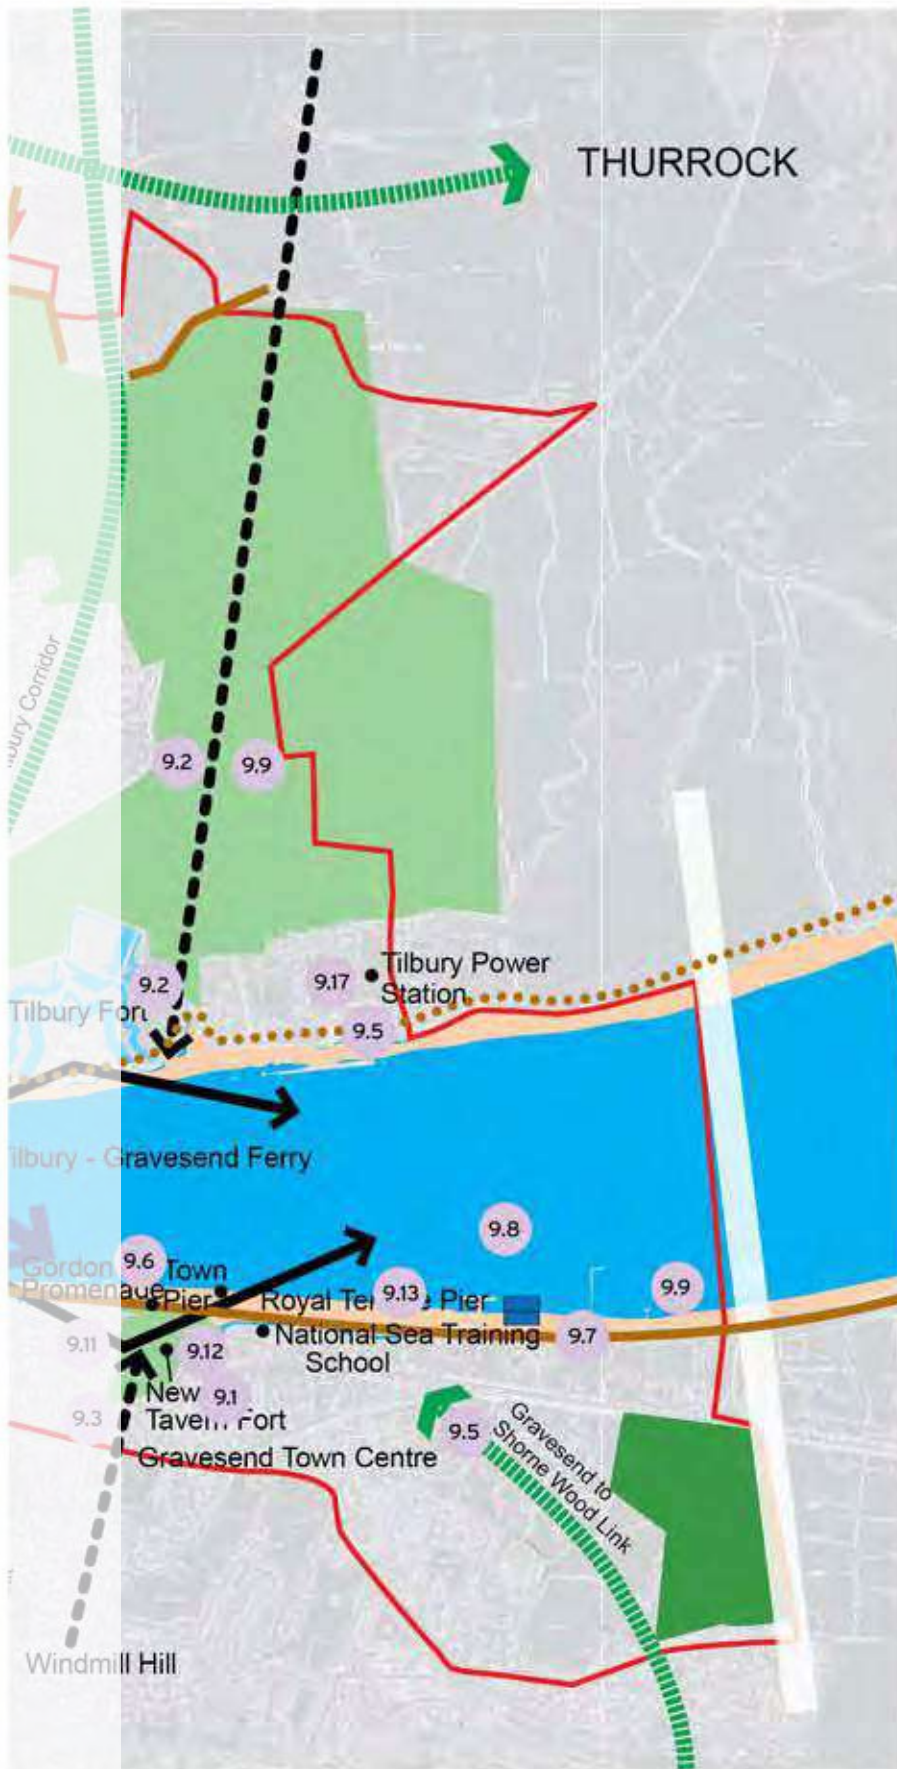 THURROCK
bury Corridor
9.2
9.9
Tilbury Power
Station
9.17
9.2
Tilbury Fort
9.5
ilbury - Gravesend Ferry
9.8
9.6
Town
Gordon
Promenade
Pier
9.13
Royal Terrace Pier
9.9
9.7
National Sea Training
School
9.11
9.12
New
Tavern Fort
9.1
9.3
9.5
Gravesend to
Shorne Wood Link
Gravesend Town Centre
Windmill Hill